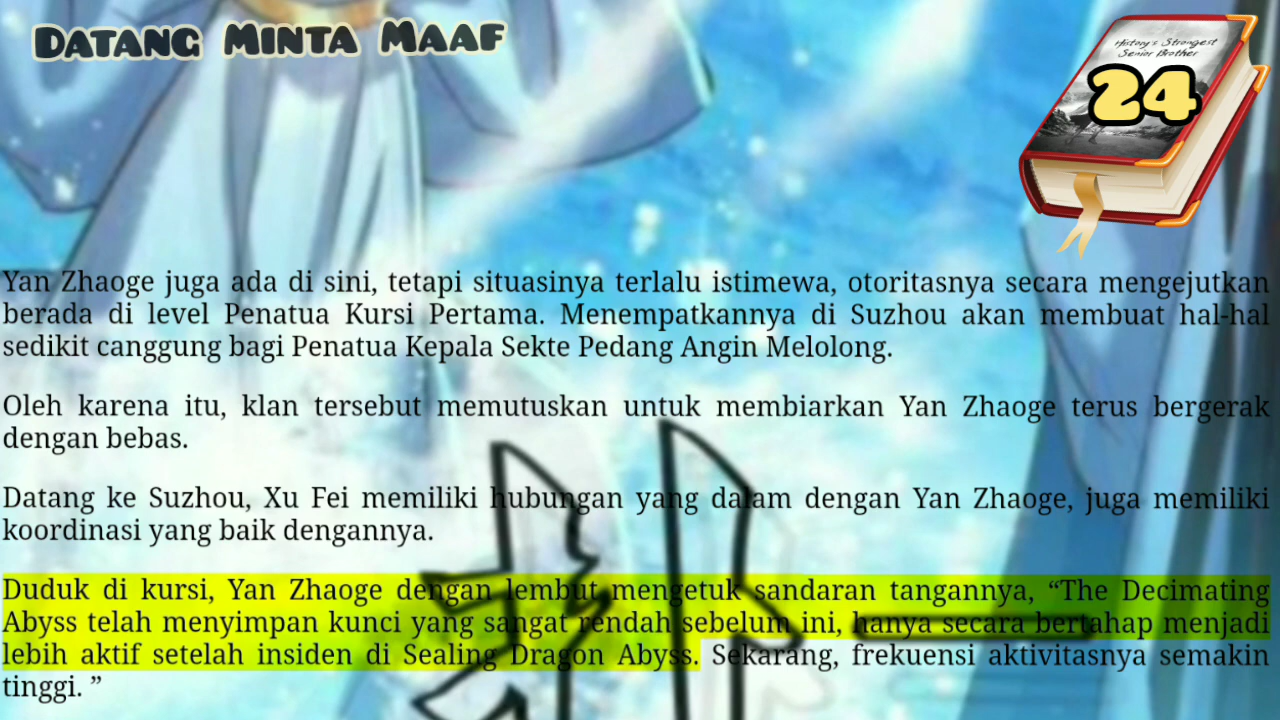 Datang Minta Maaf
History's Strongest
Senior Brother
24
Yan Zhaoge juga ada di sini, tetapi situasinya terlalu istimewa, otoritasnya secara mengejutkan
berada di level Penatua Kursi Pertama. Menempatkannya di Suzhou akan membuat hal-hal
sedikit canggung bagi Penatua Kepala Sekte Pedang Angin Melolong.
Oleh karena itu, klan tersebut memutuskan untuk membiarkan Yan Zhaoge terus bergerak
dengan bebas.
Datang ke Suzhou, Xu Fei memiliki hubungan yang dalam dengan Yan Zhaoge, juga memiliki
koordinasi yang baik dengannya.
Duduk di kursi, Yan Zhaoge dengan lembut mengetuk sandaran tangannya, “The Decimating
Abyss telah menyimpan kunci yang sangat rendah sebelum ini, hanya secara bertahap menjadi
lebih aktif setelah insiden di Sealing Dragon Abyss. Sekarang, frekuensi aktivitasnya semakin
tinggi. ”